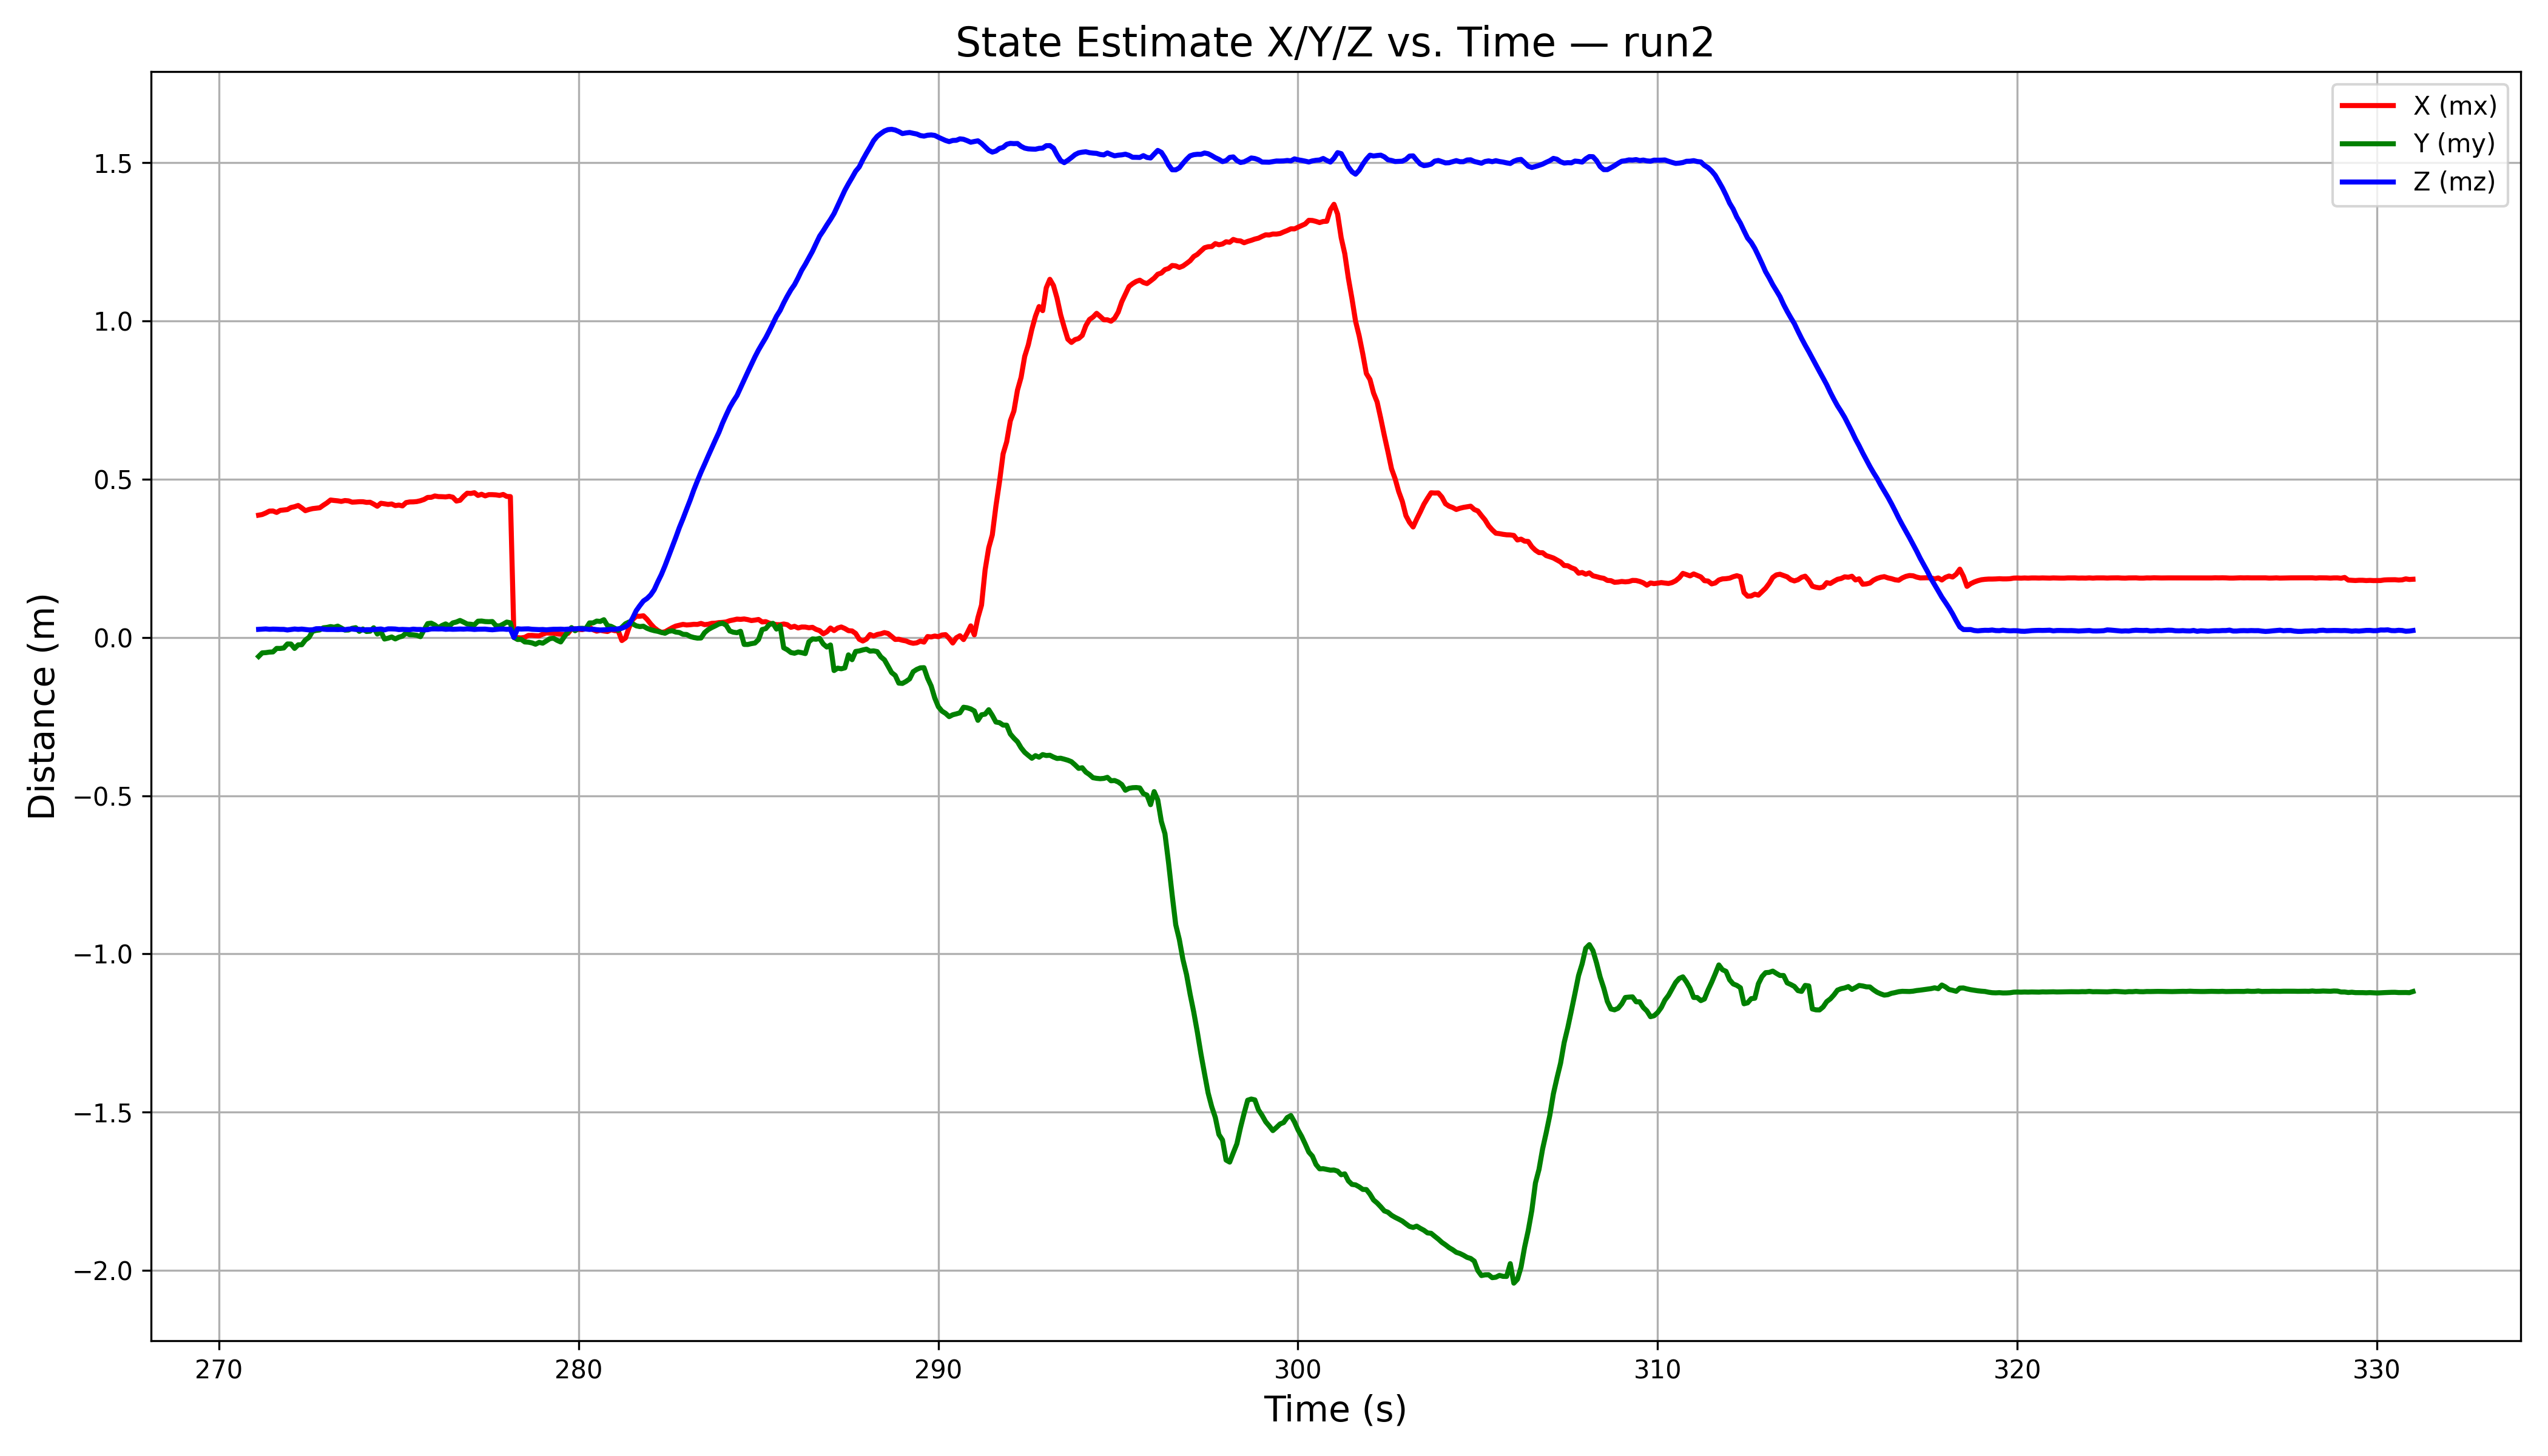 State Estimate X/Y/Z vs. Time — run2
X (mx)
Y (my)
Z (mz)
Distance (m)
1.5
1.0
0.5
0.0
−0.5
−1.0
−1.5
−2.0
270 280 290 300 310 320 330
Time (s)